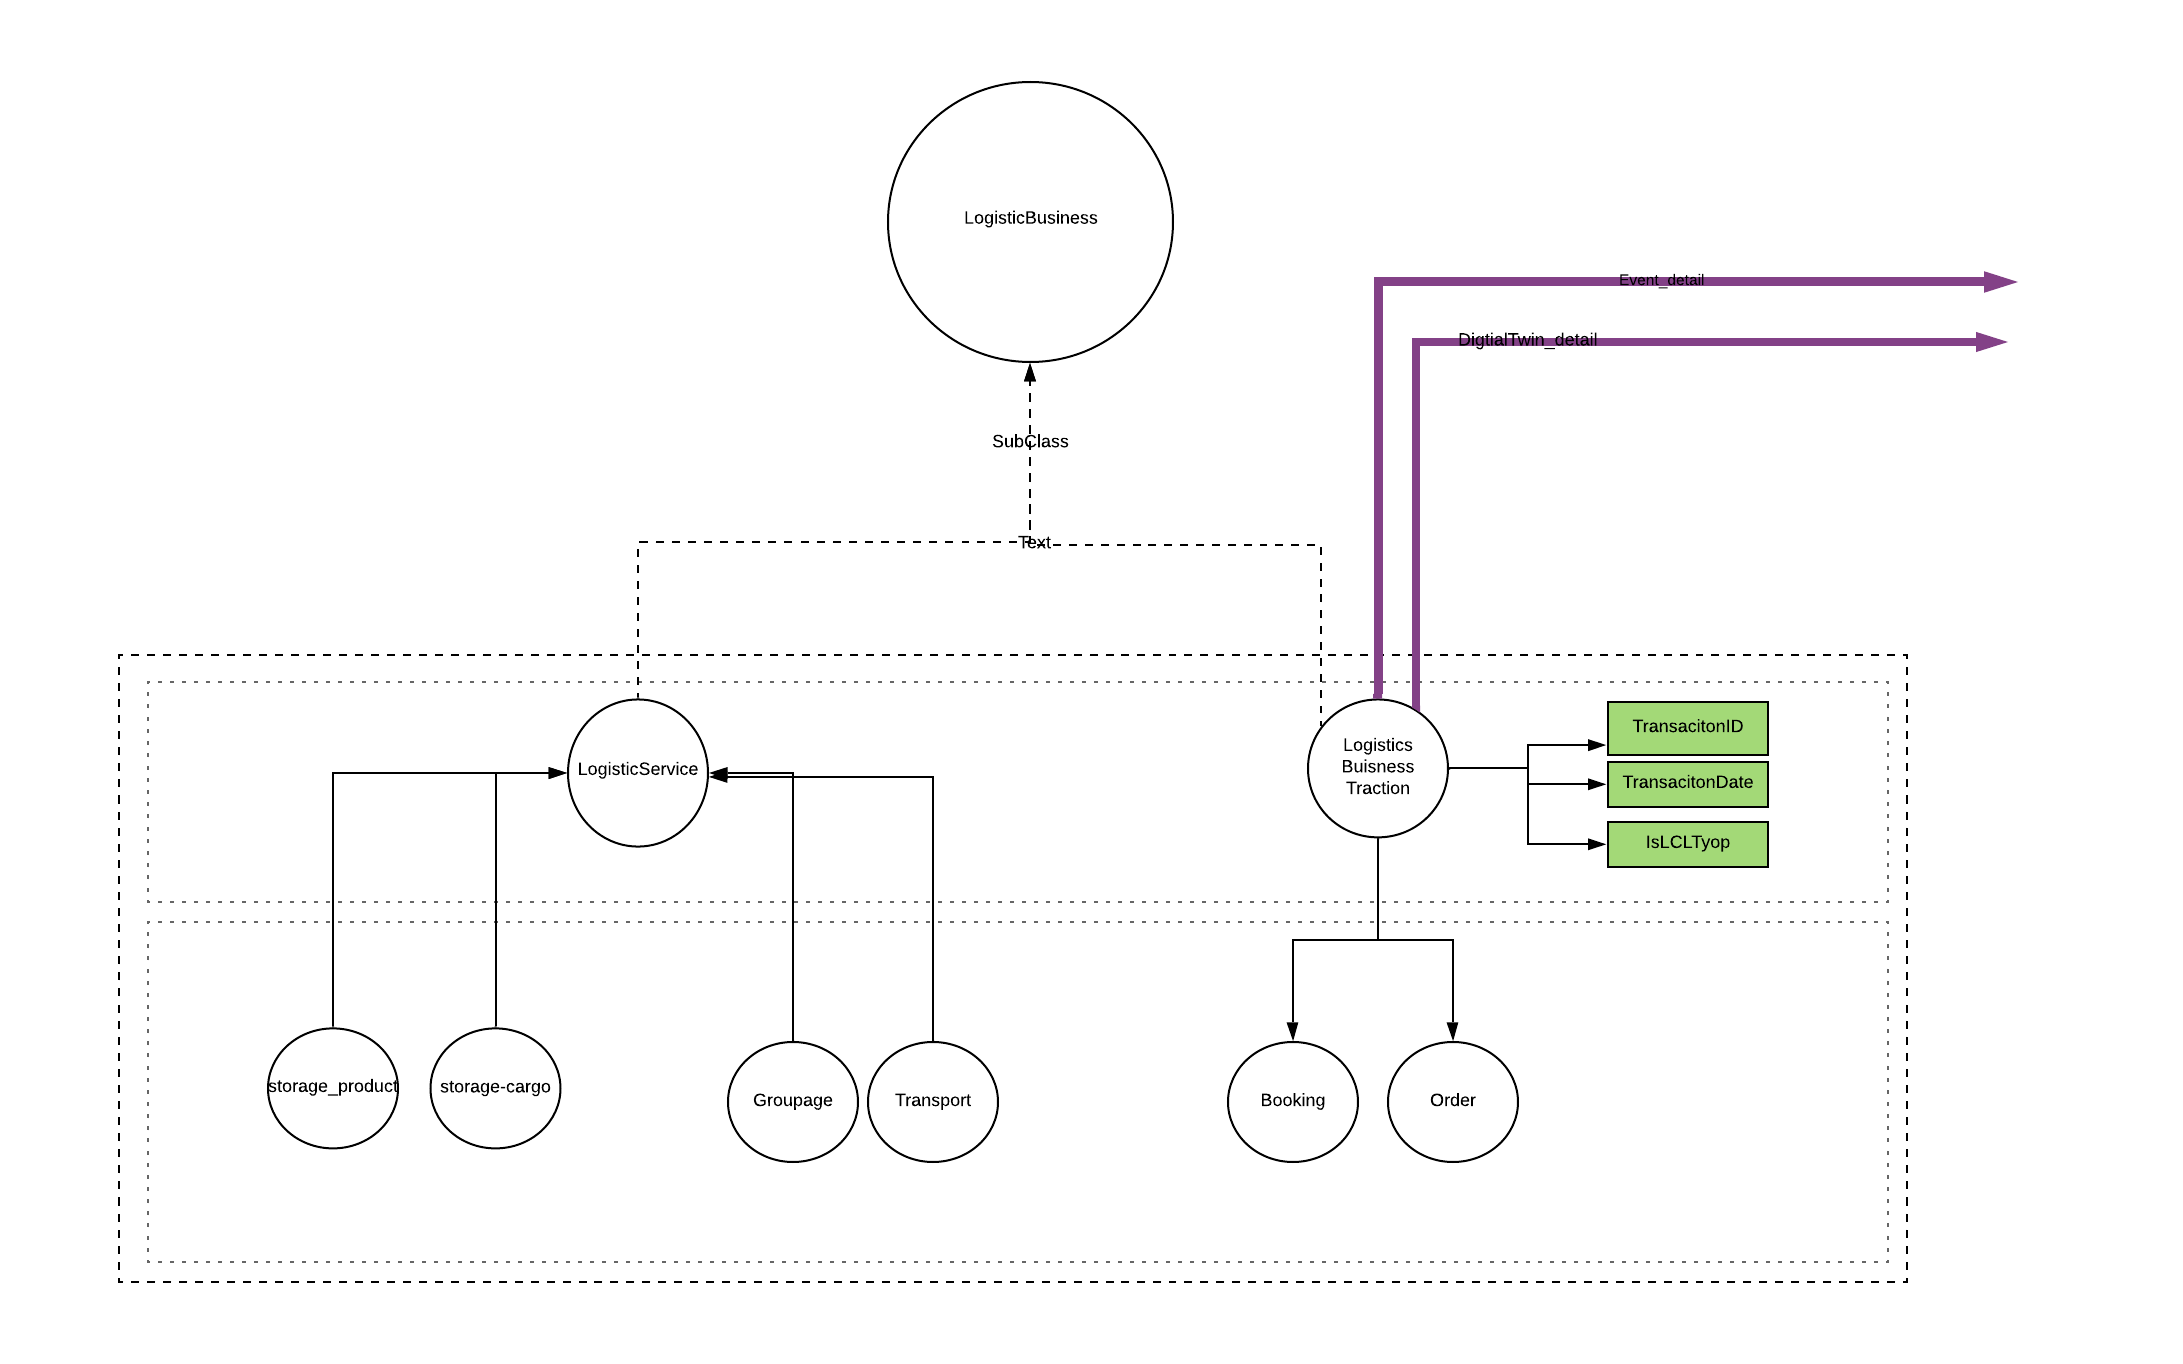 LogisticBusiness
Event_detail
DigtialTwin_detail
SubClass
Text
LogisticService
Logistics
Buisness
Traction
TransacitonID
TransacitonDate
IsLCLTyop
storage_product
storage-cargo
Groupage
Transport
Booking
Order